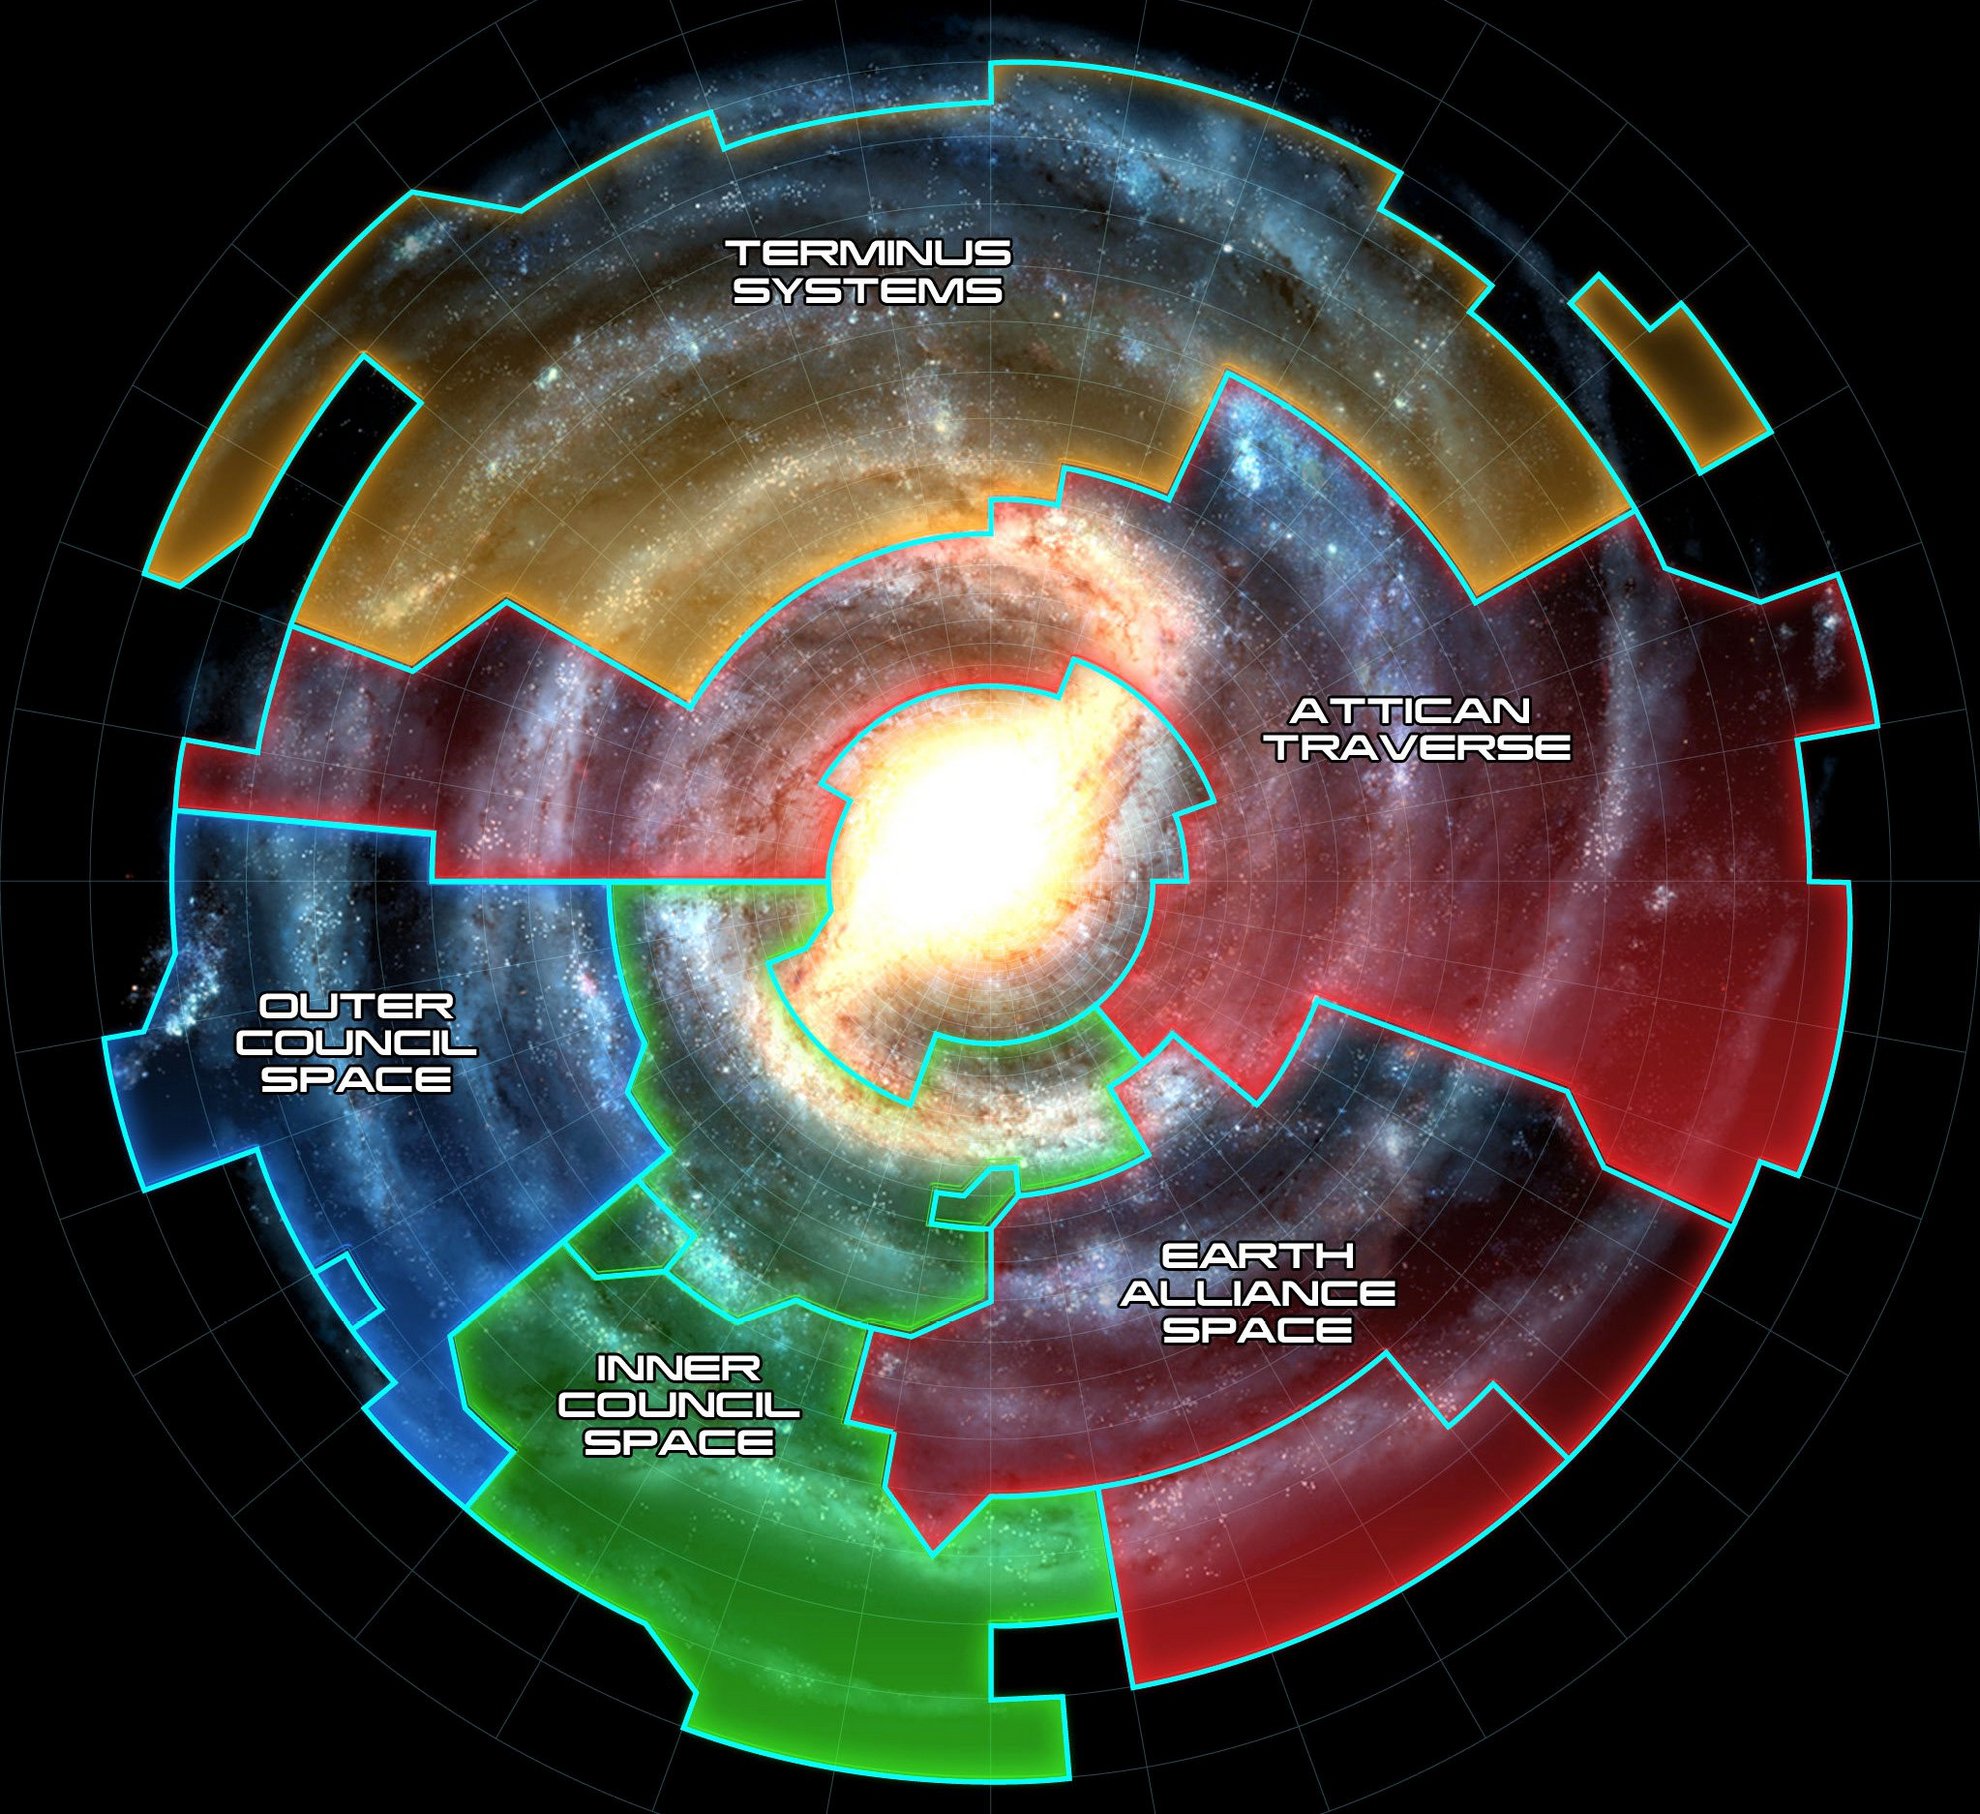 TERMINUS
SYSTEMS
ATTICAN
TRAVERSE
OUTER
COUNCIL
SPACE
EARTH
ALLIANCE
SPACE
INNER
COUNCIL
SPACE